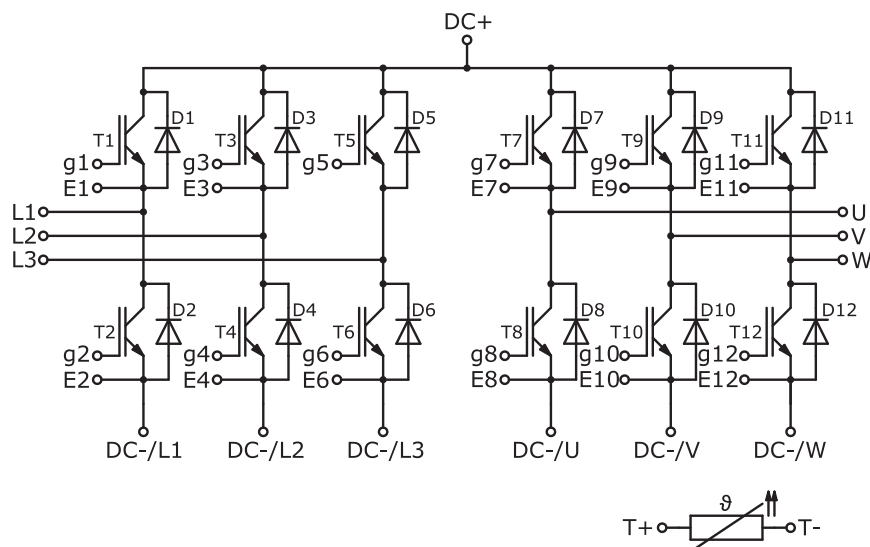 DC+
D1 D3 D5 D7 D9 D11
T1 T3 T5 T7 T9 T11
g1 g3 g5 g7 g9 g11
E1 E3 E7 E9 E11
L1 U
L2 V
L3 W
D2 D4 D6 D8 D10 D12
T2 T4 T6 T8 T10 T12
g2 g4 g6 g8 g10 g12
E2 E4 E6 E8 E10 E12
DC-/L1 DC-/L2 DC-/L3 DC-/U DC-/V DC-/W
ϑ
T+ T-